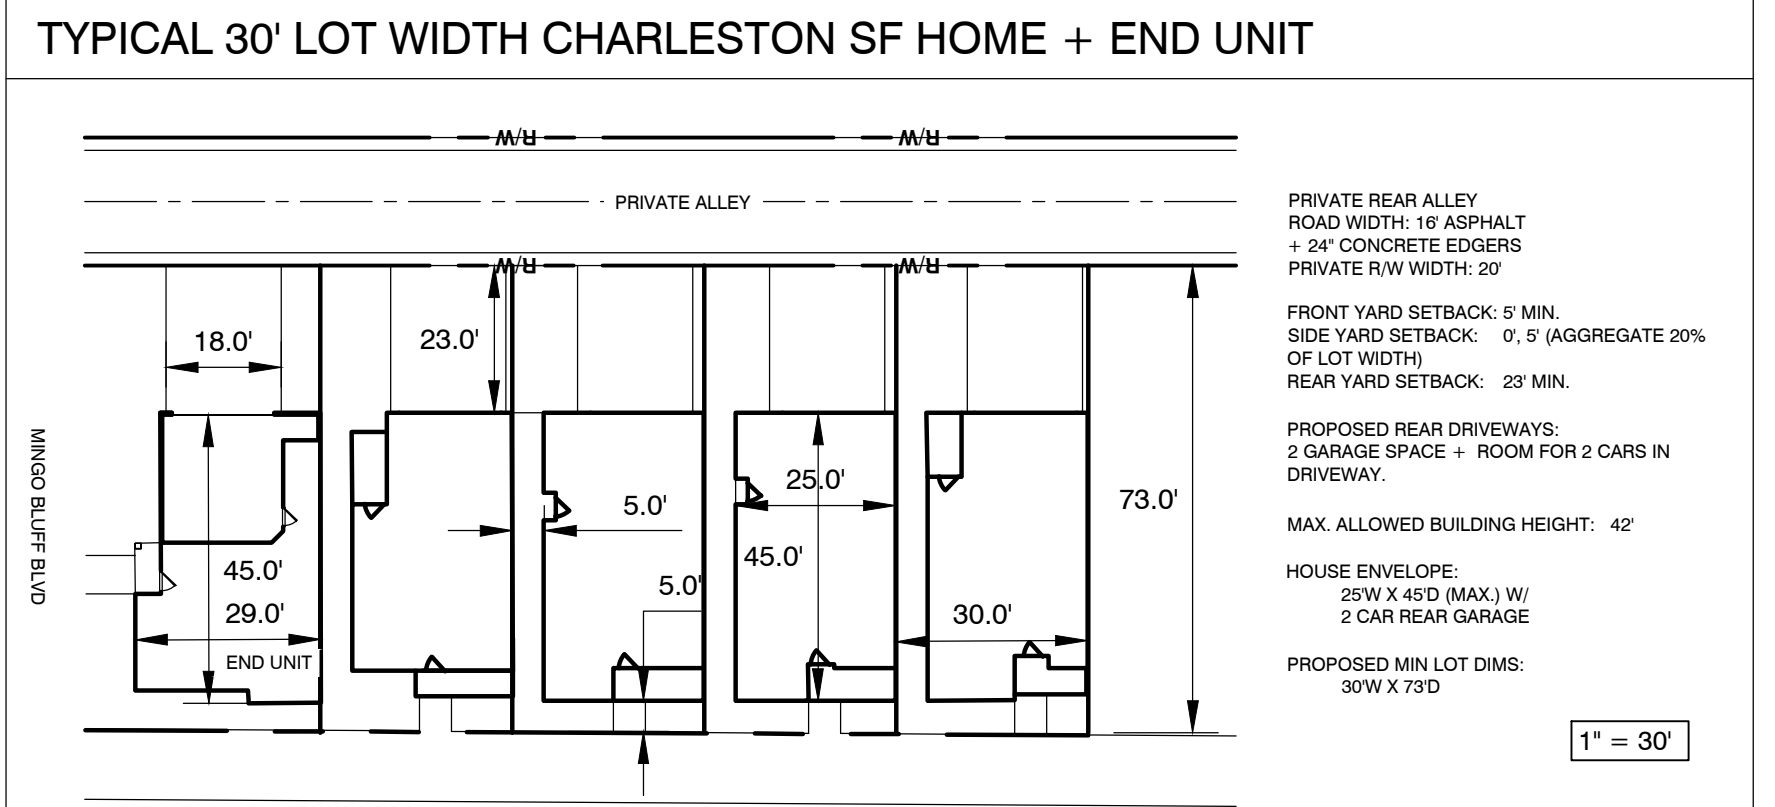 TYPICAL 30' LOT WIDTH CHARLESTON SF HOME + END UNIT
R/W
R/W
PRIVATE ALLEY
R/W
R/W
18.0'
23.0'
MINGO BLUFF BLVD
45.0'
29.0'
END UNIT
5.0'
5.0'
25.0'
45.0'
30.0'
73.0'
PRIVATE REAR ALLEY
ROAD WIDTH: 16' ASPHALT
+ 24" CONCRETE EDGERS
PRIVATE R/W WIDTH: 20'
FRONT YARD SETBACK: 5' MIN.
SIDE YARD SETBACK: 0', 5' (AGGREGATE 20%
OF LOT WIDTH)
REAR YARD SETBACK: 23' MIN.
PROPOSED REAR DRIVEWAYS:
2 GARAGE SPACE + ROOM FOR 2 CARS IN
DRIVEWAY.
MAX. ALLOWED BUILDING HEIGHT: 42'
HOUSE ENVELOPE:
25'W X 45'D (MAX.) W/
2 CAR REAR GARAGE
PROPOSED MIN LOT DIMS:
30'W X 73'D
1" = 30'